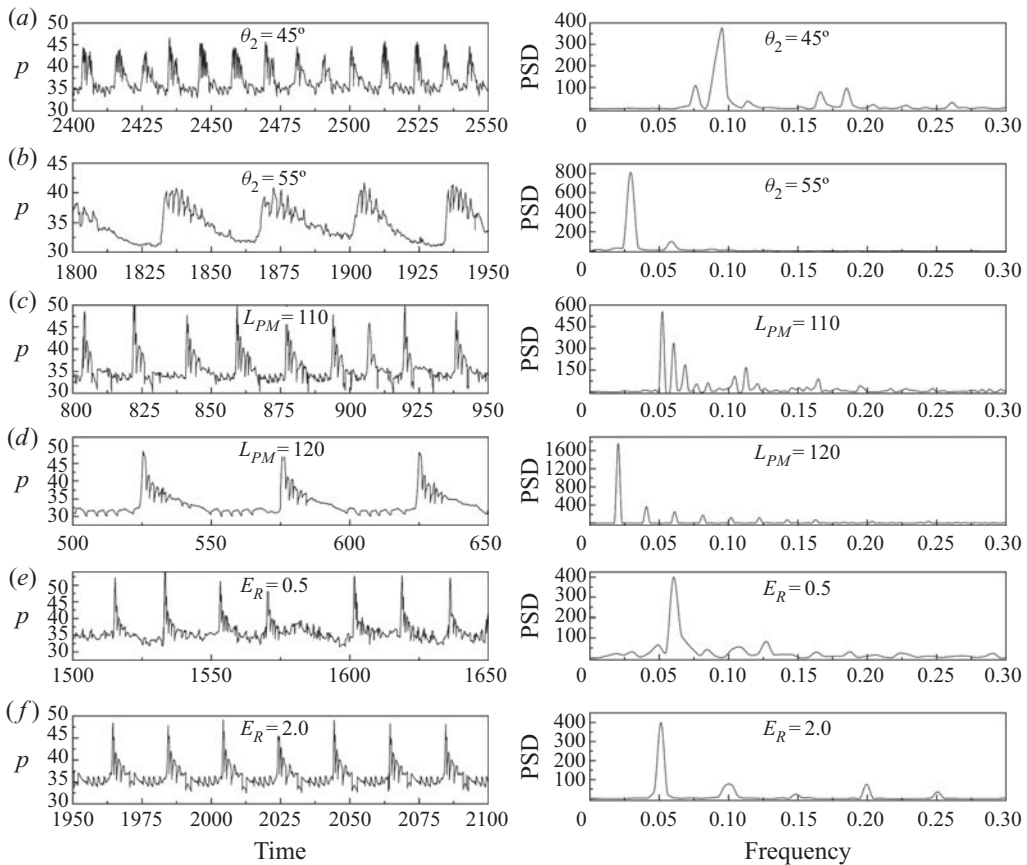 (a) 50 θ2 = 45º 400 θ2 = 45º
45 300
p 40 PSD 200
35 100
30
2400 2425 2450 2475 2500 2525 2550 0 0.05 0.10 0.15 0.20 0.25 0.30
(b) 45 θ2 = 55º 800 θ2 = 55º
40 600
p 35 PSD 400
30 200
1800 1825 1850 1875 1900 1925 1950 0 0.05 0.10 0.15 0.20 0.25 0.30
(c) 50 LPM = 110 600 LPM = 110
45 450
p 40 PSD 300
35 150
30
800 825 850 875 900 925 950 0 0.05 0.10 0.15 0.20 0.25 0.30
(d) 50 LPM = 120 1600 LPM = 120
45 1200
p 40 PSD 800
35 400
30
500 525 550 575 600 625 650 0 0.05 0.10 0.15 0.20 0.25 0.30
(e) 50 ER = 0.5 400 ER = 0.5
45 300
p 40 PSD 200
35 100
30
1500 1525 1550 1575 1600 1625 1650 0 0.05 0.10 0.15 0.20 0.25 0.30
(f) 50 ER = 2.0 400 ER = 2.0
45 300
p 40 PSD 200
35 100
30
1950 1975 2000 2025 2050 2075 2100 0 0.05 0.10 0.15 0.20 0.25 0.30
Time Frequency